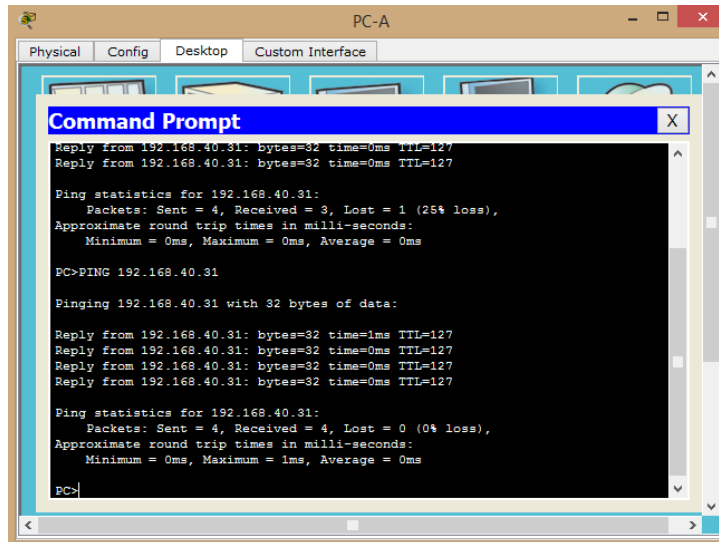 PC-A
Physical Config Desktop Custom Interface
Command Prompt
X
Reply from 192.168.40.31: bytes=32 time=0ms TTL=127
Reply from 192.168.40.31: bytes=32 time=0ms TTL=127
Ping statistics for 192.168.40.31:
Packets: Sent = 4, Received = 3, Lost = 1 (25% loss),
Approximate round trip times in milli-seconds:
Minimum = 0ms, Maximum = 0ms, Average = 0ms
PC>PING 192.168.40.31
Pinging 192.168.40.31 with 32 bytes of data:
Reply from 192.168.40.31: bytes=32 time=1ms TTL=127
Reply from 192.168.40.31: bytes=32 time=0ms TTL=127
Reply from 192.168.40.31: bytes=32 time=0ms TTL=127
Reply from 192.168.40.31: bytes=32 time=0ms TTL=127
Ping statistics for 192.168.40.31:
Packets: Sent = 4, Received = 4, Lost = 0 (0% loss),
Approximate round trip times in milli-seconds:
Minimum = 0ms, Maximum = 1ms, Average = 0ms
PC>